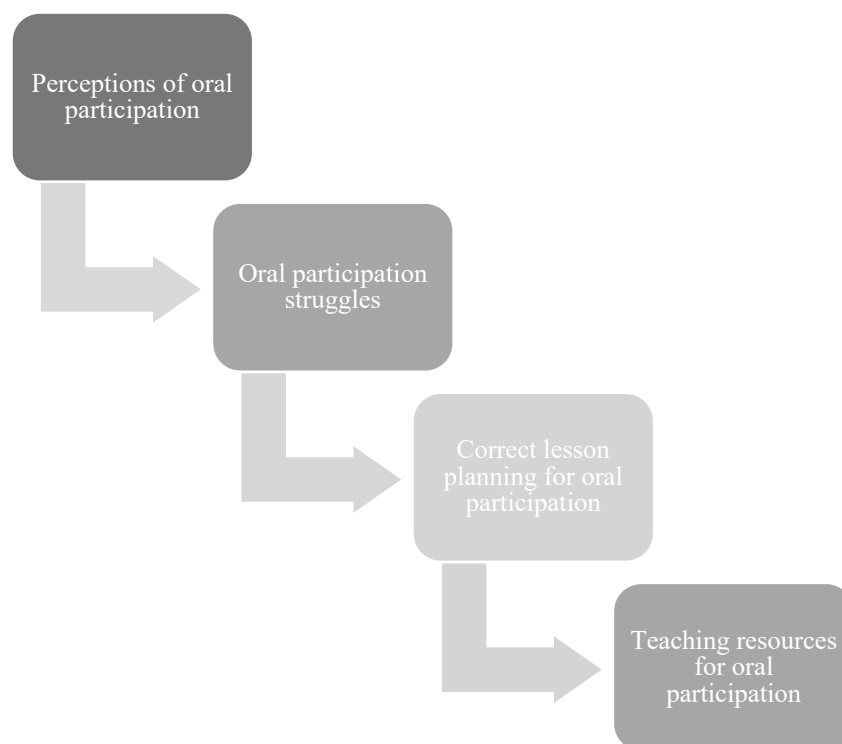 Perceptions of oral
participation
Oral participation
struggles
Correct lesson
planning for oral
participation
Teaching resources
for oral
participation